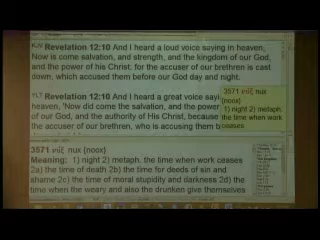 KJV Revelation 12:10 And I heard a loud voice saying in heaven,
Now is come salvation, and strength, and the kingdom of our God,
and the power of his Christ: for the accuser of our brethren is cast
down, which accused them before our God day and night.
YLT Revelation 12:10 And I heard a great voice saying
heaven, 'Now did come the salvation, and the power
of our God, and the authority of His Christ, because
the accuser of our brethren, who is accusing them
3571 νύξ nux
(noox)
1) night 2) metaph.
the time when work
ceases
3571 νύξ nux (noox)
Meaning: 1) night 2) metaph. the time when work ceases
2a) the time of death 2b) the time for deeds of sin and
shame 2c) the time of moral stupidity and darkness 2d) the
time when the weary and also the drunken give themselves